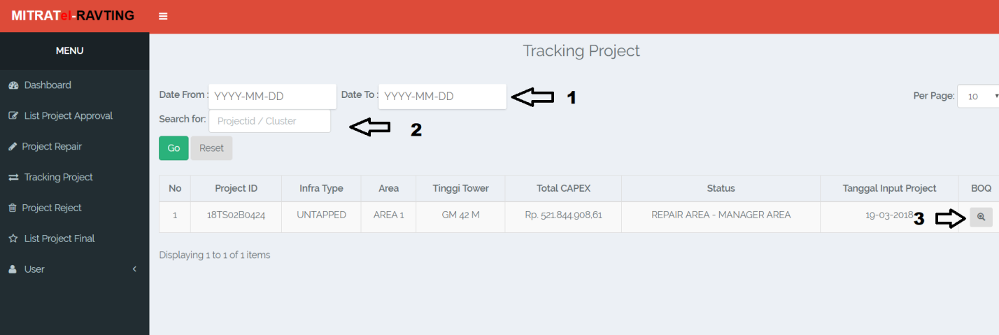 MITRATel-RAVTING
MENU
Dashboard
List Project Approval
Project Repair
Tracking Project
Project Reject
List Project Final
User
Tracking Project
Date From : YYYY-MM-DD Date To : YYYY-MM-DD 1 Per Page: 10
Search for: Projectid / Cluster 2
Go Reset
No Project ID Infra Type Area Tinggi Tower Total CAPEX Status Tanggal Input Project BOQ
1 18TS02B0424 UNTAPPED AREA 1 GM 42 M Rp. 521.844.908,61 REPAIR AREA - MANAGER AREA 19-03-2018 3
Displaying 1 to 1 of 1 items